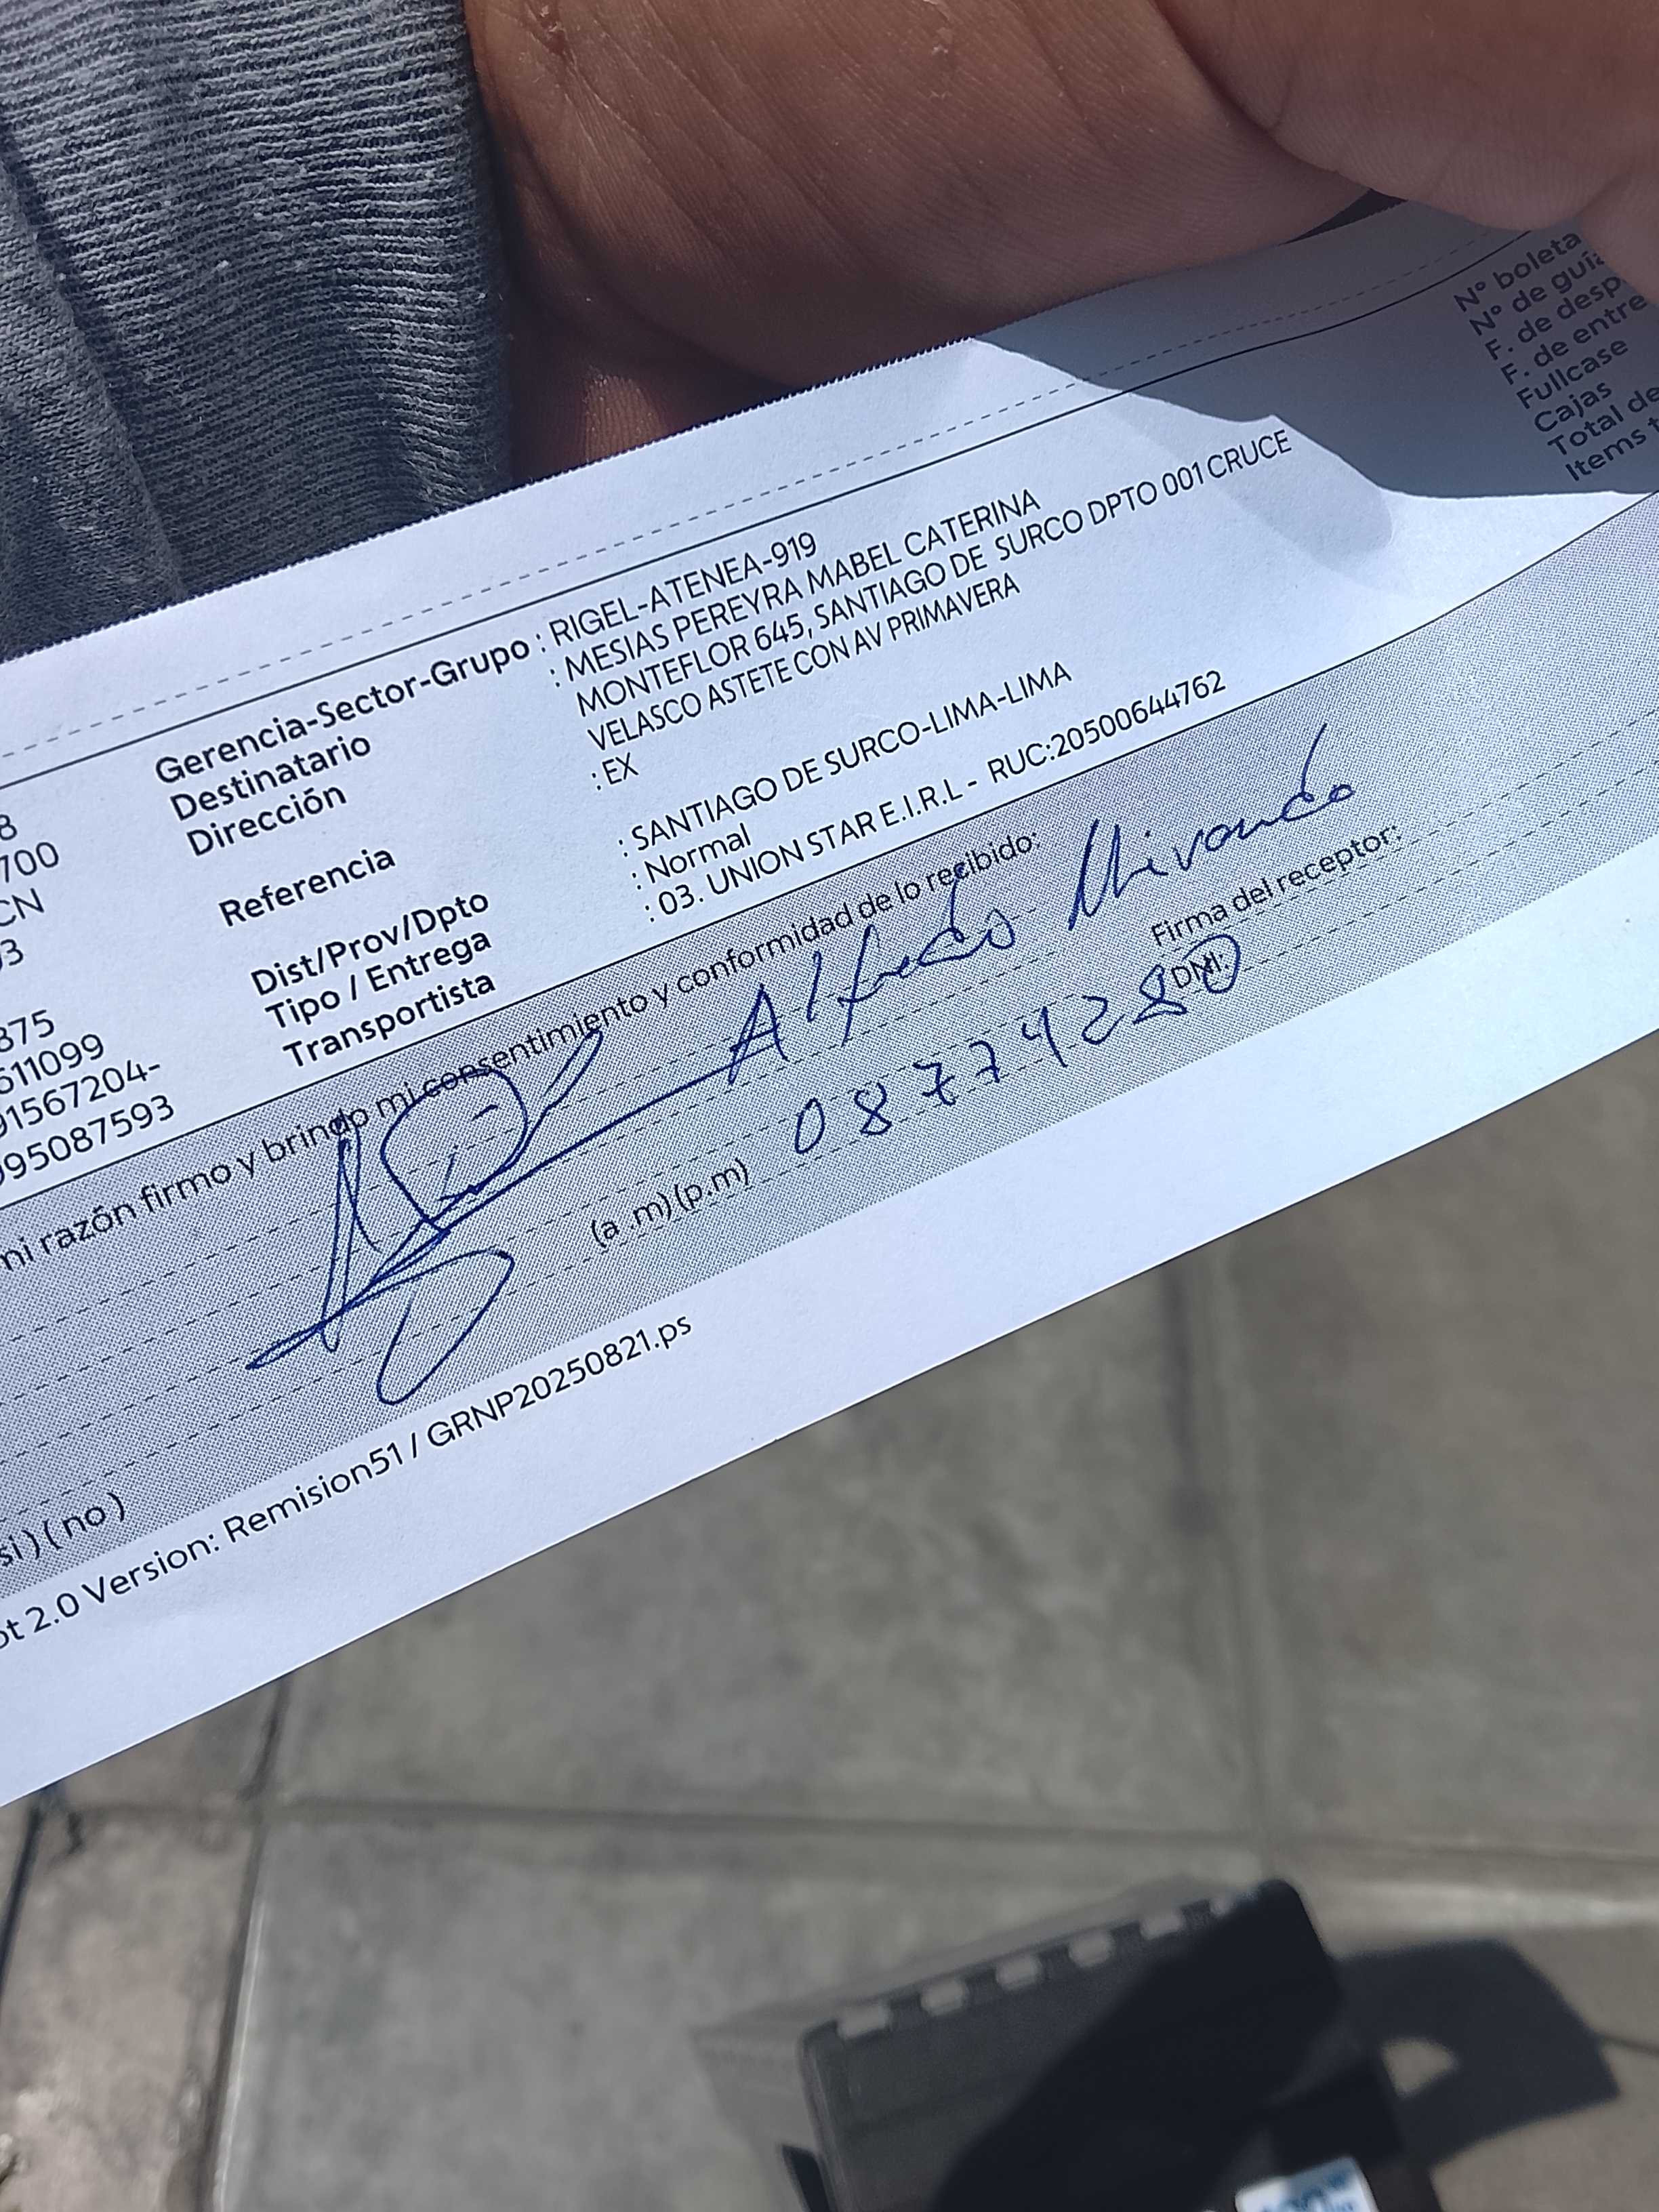 Nº boleta
Nº de guía
F. de desp
F. de entre
Fullcase
Cajas
Total de
Items t
Gerencia-Sector-Grupo : RIGEL-ATENEA-919
Destinatario : MESIAS PEREYRA MABEL CATERINA
Dirección MONTEFLOR 645, SANTIAGO DE SURCO DPTO 001 CRUCE
VELASCO ASTETE CON AV PRIMAVERA
Referencia : EX
Dist/Prov/Dpto : SANTIAGO DE SURCO-LIMA-LIMA
Tipo / Entrega : Normal
Transportista : 03. UNION STAR E.I.R.L - RUC:20500644762
8
700
CN
3
375
611099
91567204-
995087593
mi razón firmo y brindo mi consentimiento y conformidad de lo recibido:
Alfredo Miranda
Firma del receptor:
DNI:
(a .m) (p.m) 08774280
si ) ( no )
pt 2.0 Version: Remision51 / GRNP20250821.ps